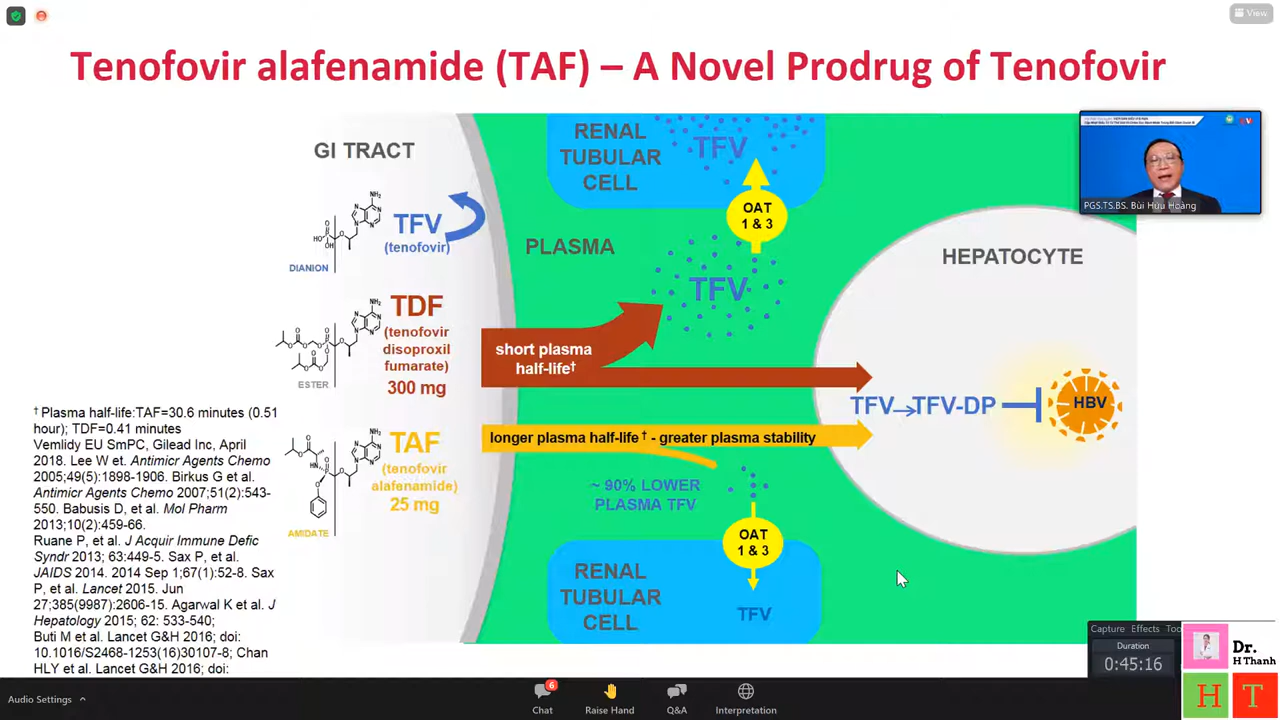 View
Tenofovir alafenamide (TAF) – A Novel Prodrug of Tenofovir
GI TRACT
TFV
(tenofovir)
NH₂
HO
OH
DIANION
TDF
(tenofovir
disoproxil
fumarate)
300 mg
NH₂
ESTER
TAF
(tenofovir
alafenamide)
25 mg
NH₂
AMIDATE
RENAL
TUBULAR
CELL
TFV
OAT
1 & 3
PLASMA
TFV
short plasma
half-life†
longer plasma half-life † - greater plasma stability
~ 90% LOWER
PLASMA TFV
OAT
1 & 3
RENAL
TUBULAR
CELL
TFV
HEPATOCYTE
TFV→TFV-DP
HBV
PGS.TS.BS. Bùi Hữu Hoàng
† Plasma half-life:TAF=30.6 minutes (0.51
hour); TDF=0.41 minutes
Vemlidy EU SmPC, Gilead Inc, April
2018. Lee W et. Antimicr Agents Chemo
2005;49(5):1898-1906. Birkus G et al.
Antimicr Agents Chemo 2007;51(2):543-
550. Babusis D, et al. Mol Pharm
2013;10(2):459-66.
Ruane P, et al. J Acquir Immune Defic
Syndr 2013; 63:449-5. Sax P, et al.
JAIDS 2014. 2014 Sep 1;67(1):52-8. Sax
P, et al. Lancet 2015. Jun
27;385(9987):2606-15. Agarwal K et al. J
Hepatology 2015; 62: 533-540;
Buti M et al. Lancet G&H 2016; doi:
10.1016/S2468-1253(16)30107-8; Chan
HLY et al. Lancet G&H 2016; doi:
Capture Effects Too
Duration
0:45:16
Dr.
H Thanh
H T
Audio Settings
6
Chat
Raise Hand
Q&A
Interpretation